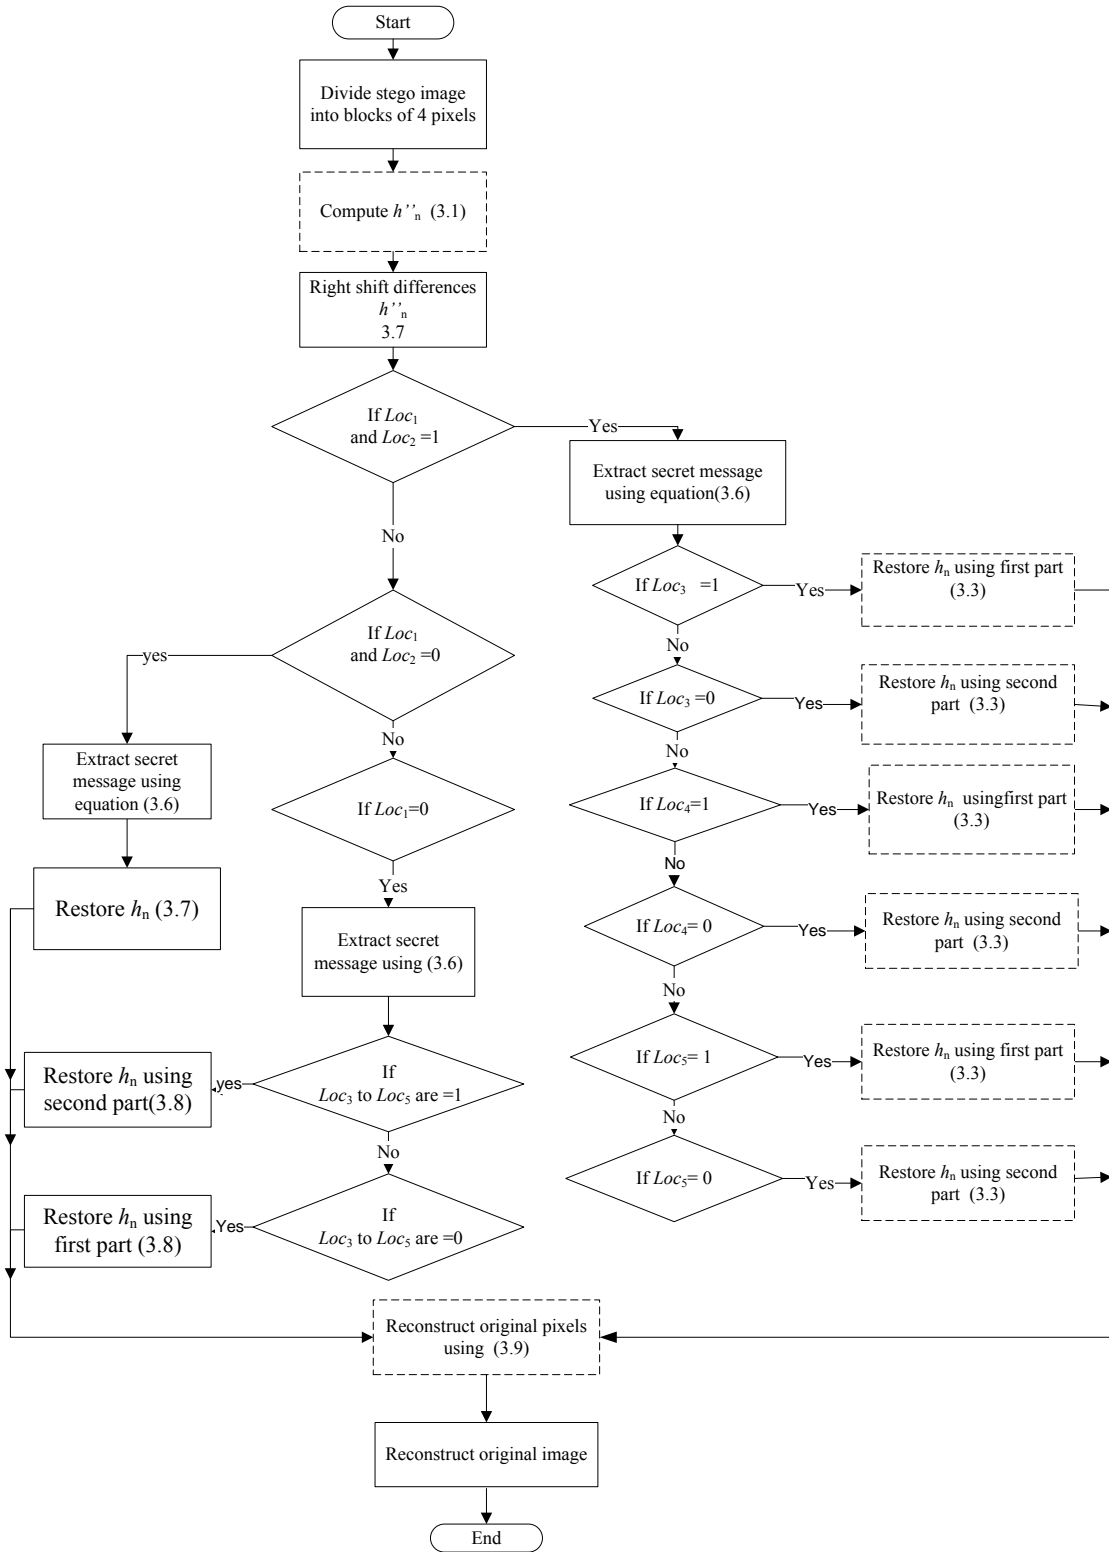 Start
Divide stego image
into blocks of 4 pixels
Compute h’’n (3.1)
Right shift differences
h’’n
3.7
If Loc1
and Loc2 =1
Yes
Extract secret message
using equation(3.6)
No
If Loc3 =1
Yes
Restore hn using first part
(3.3)
No
If Loc1
and Loc2 =0
yes
If Loc3 =0
Yes
Restore hn using second
part (3.3)
No
No
Extract secret
message using
equation (3.6)
If Loc1=0
If Loc4=1
Yes
Restore hn usingfirst part
(3.3)
No
Yes
Restore hn (3.7)
Extract secret
message using (3.6)
If Loc4= 0
Yes
Restore hn using second
part (3.3)
No
If Loc5= 1
Yes
Restore hn using first part
(3.3)
If
Loc3 to Loc5 are =1
yes
Restore hn using
second part(3.8)
No
No
If Loc5= 0
Yes
Restore hn using second
part (3.3)
If
Loc3 to Loc5 are =0
Yes
Restore hn using
first part (3.8)
Reconstruct original pixels
using (3.9)
Reconstruct original image
End